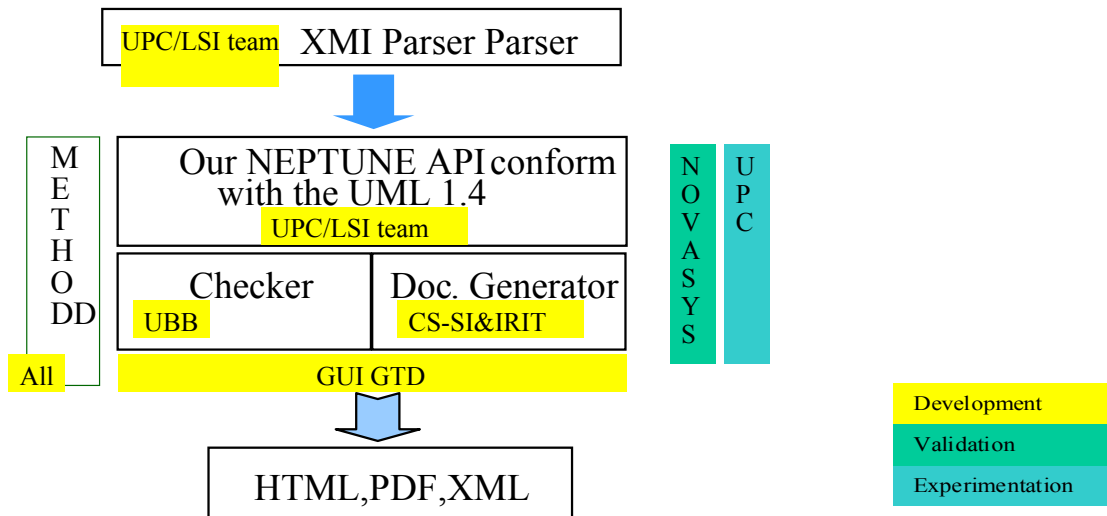 UPC/LSI team XMI Parser Parser
M
E
T
H
O
DD
All
Our NEPTUNE API conform
with the UML 1.4
UPC/LSI team
Checker
UBB
Doc. Generator
CS-SI&IRIT
GUI GTD
N
O
V
A
S
Y
S
U
P
C
HTML,PDF,XML
Development
Validation
Experimentation